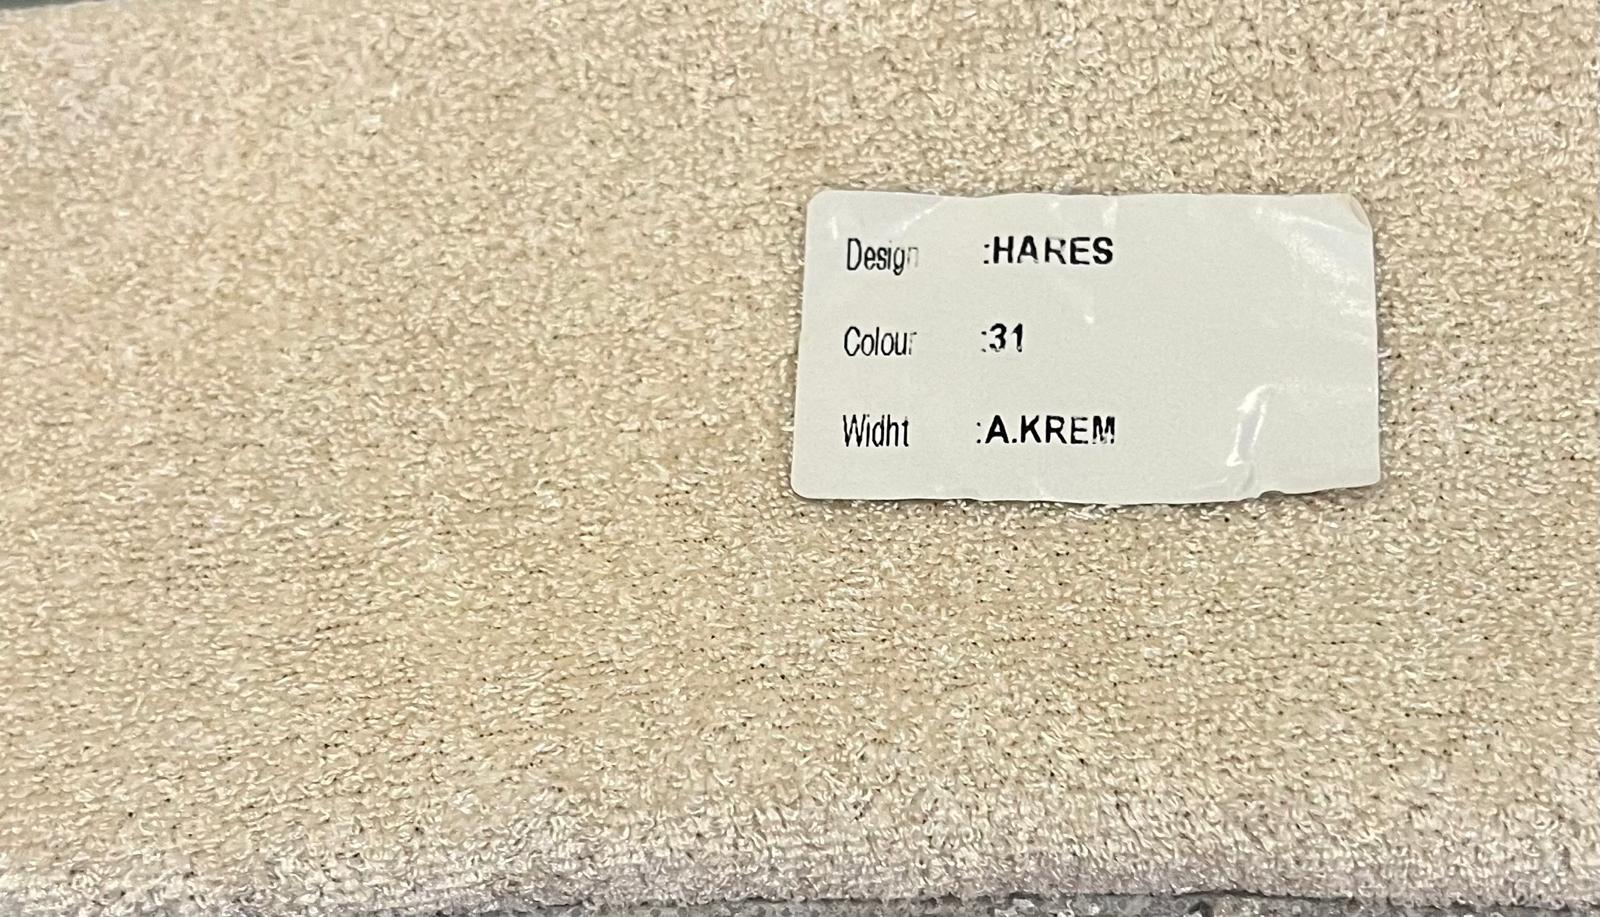 Design :HARES
Colour :31
Widht :A.KREM